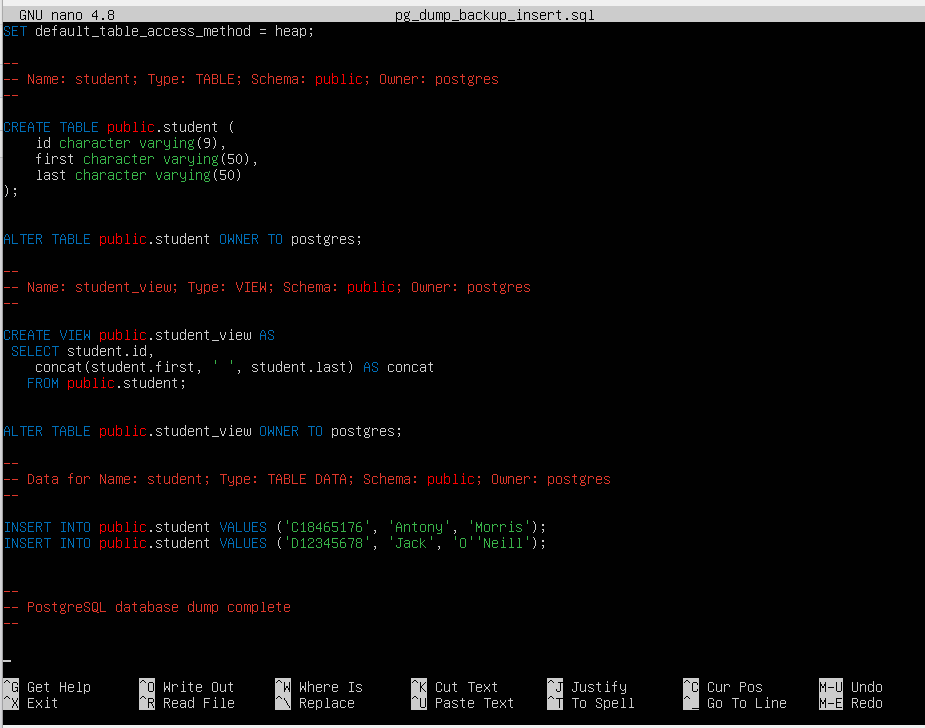 GNU nano 4.8 pg_dump_backup_insert.sql
SET default_table_access_method = heap;
--
-- Name: student; Type: TABLE; Schema: public; Owner: postgres
--
CREATE TABLE public.student (
    id character varying(9),
    first character varying(50),
    last character varying(50)
);
ALTER TABLE public.student OWNER TO postgres;
--
-- Name: student_view; Type: VIEW; Schema: public; Owner: postgres
--
CREATE VIEW public.student_view AS
 SELECT student.id,
    concat(student.first, ' ', student.last) AS concat
   FROM public.student;
ALTER TABLE public.student_view OWNER TO postgres;
--
-- Data for Name: student; Type: TABLE DATA; Schema: public; Owner: postgres
--
INSERT INTO public.student VALUES ('C18465176', 'Antony', 'Morris');
INSERT INTO public.student VALUES ('D12345678', 'Jack', 'O''Neill');
--
-- PostgreSQL database dump complete
--
^G Get Help ^O Write Out ^W Where Is ^K Cut Text ^J Justify ^C Cur Pos M-U Undo
^X Exit ^R Read File ^\ Replace ^U Paste Text ^T To Spell ^_ Go To Line M-E Redo